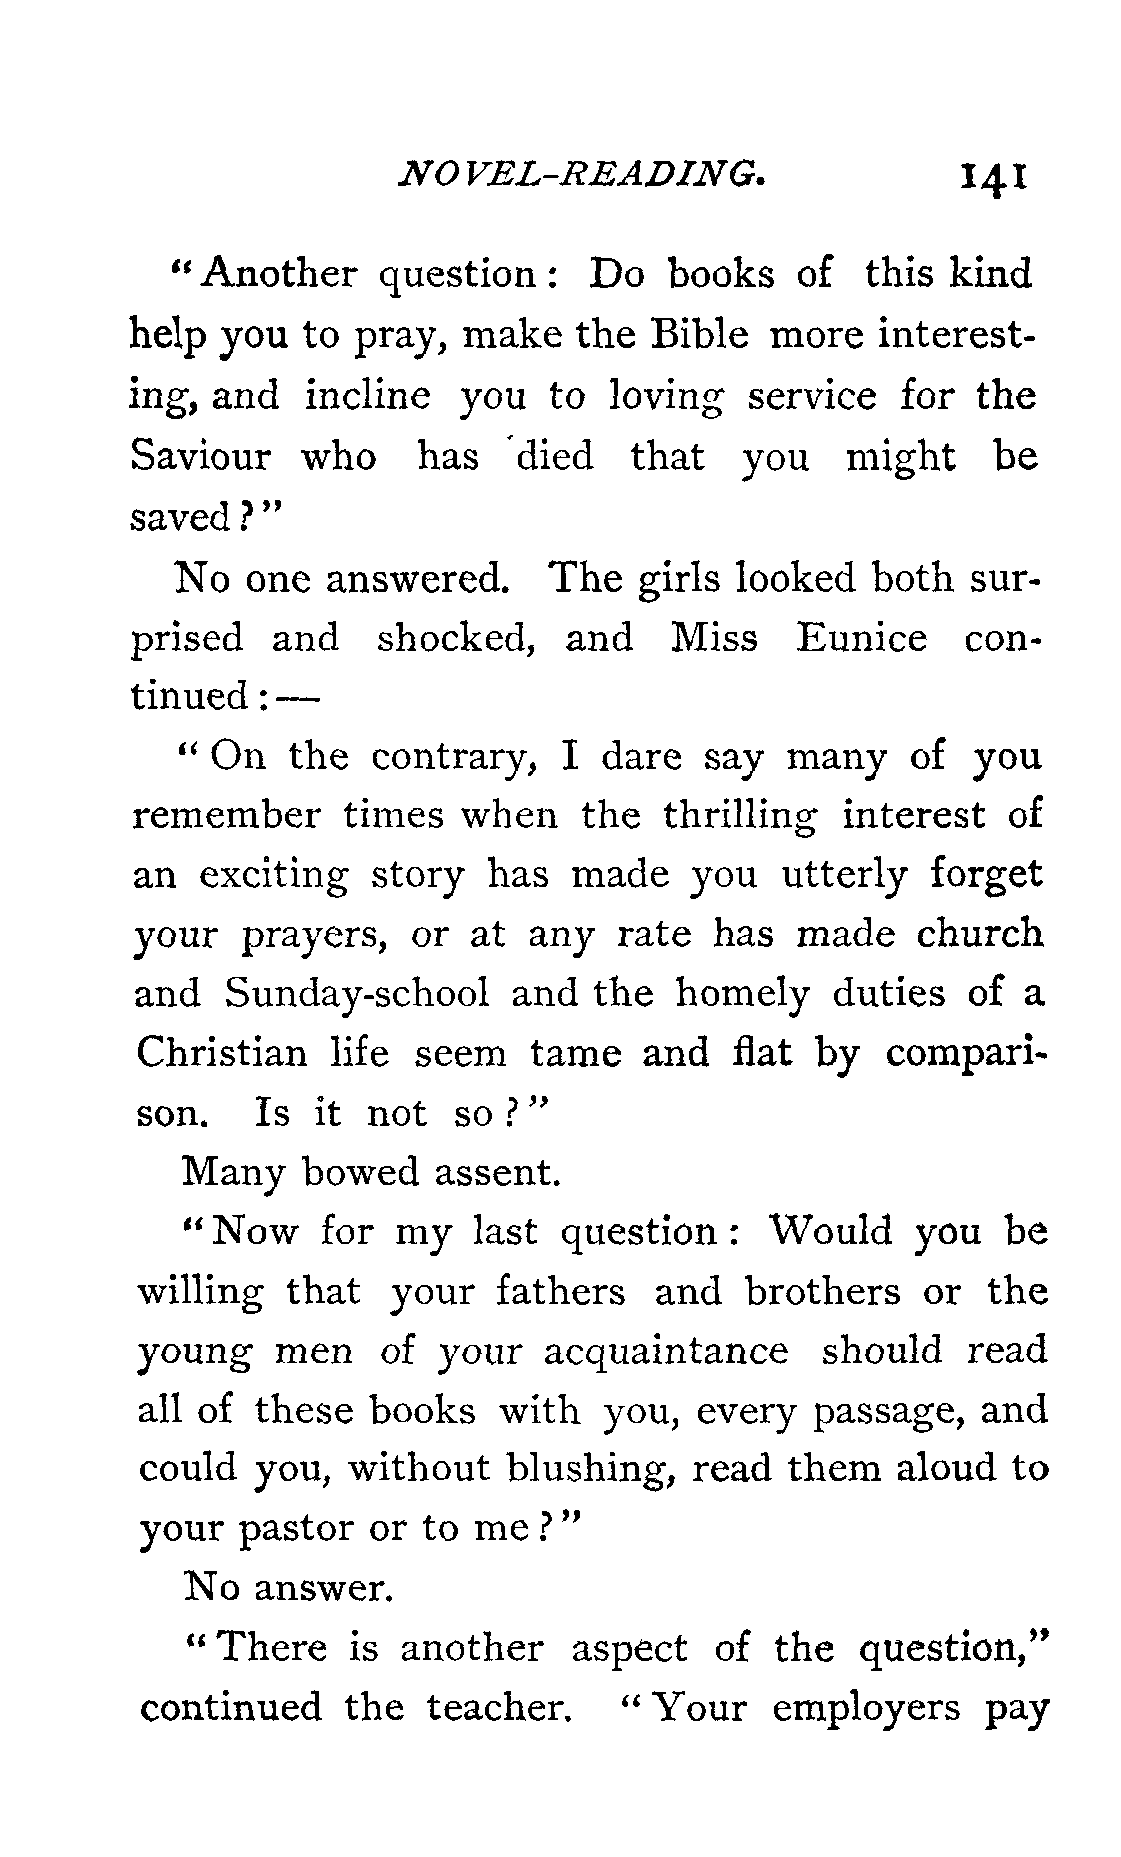 NOVEL-READING. 141
“Another question : Do books of this kind
help you to pray, make the Bible more interest-
ing, and incline you to loving service for the
Saviour who has died that you might be
saved ?”
No one answered. The girls looked both sur-
prised and shocked, and Miss Eunice con-
tinued :—
“ On the contrary, I dare say many of you
remember times when the thrilling interest of
an exciting story has made you utterly forget
your prayers, or at any rate has made church
and Sunday-school and the homely duties of a
Christian life seem tame and flat by compari-
son. Is it not so ?”
Many bowed assent.
“Now for my last question : Would you be
willing that your fathers and brothers or the
young men of your acquaintance should read
all of these books with you, every passage, and
could you, without blushing, read them aloud to
your pastor or to me ?”
No answer.
“There is another aspect of the question,”
continued the teacher. “Your employers pay